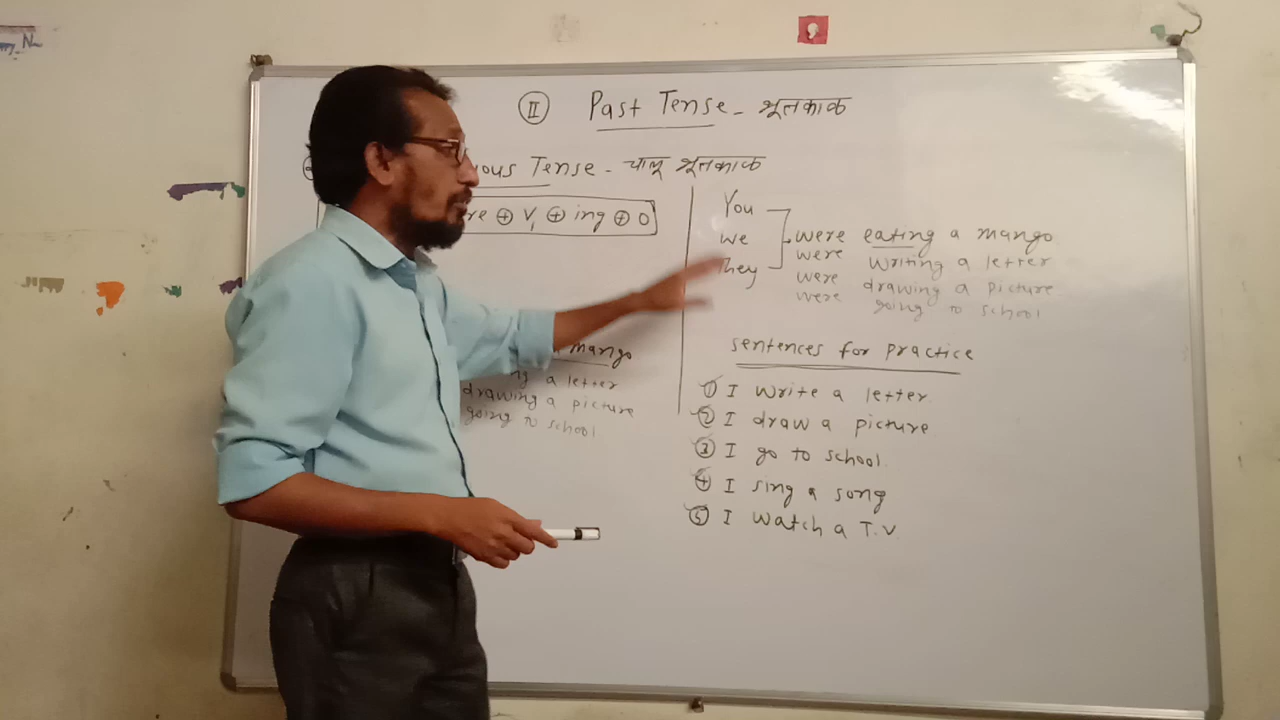 II Past Tense - भूतकाळ
uous Tense - चालू भूतकाळ
re + V1 + ing + O
a mango
ng a letter
drawing a picture
going to school
You
we
They
were eating a mango
were writing a letter
were drawing a picture
were going to school
sentences for practice
1 I write a letter.
2 I draw a picture
3 I go to school.
4 I sing a song
5 I watch a T.V.